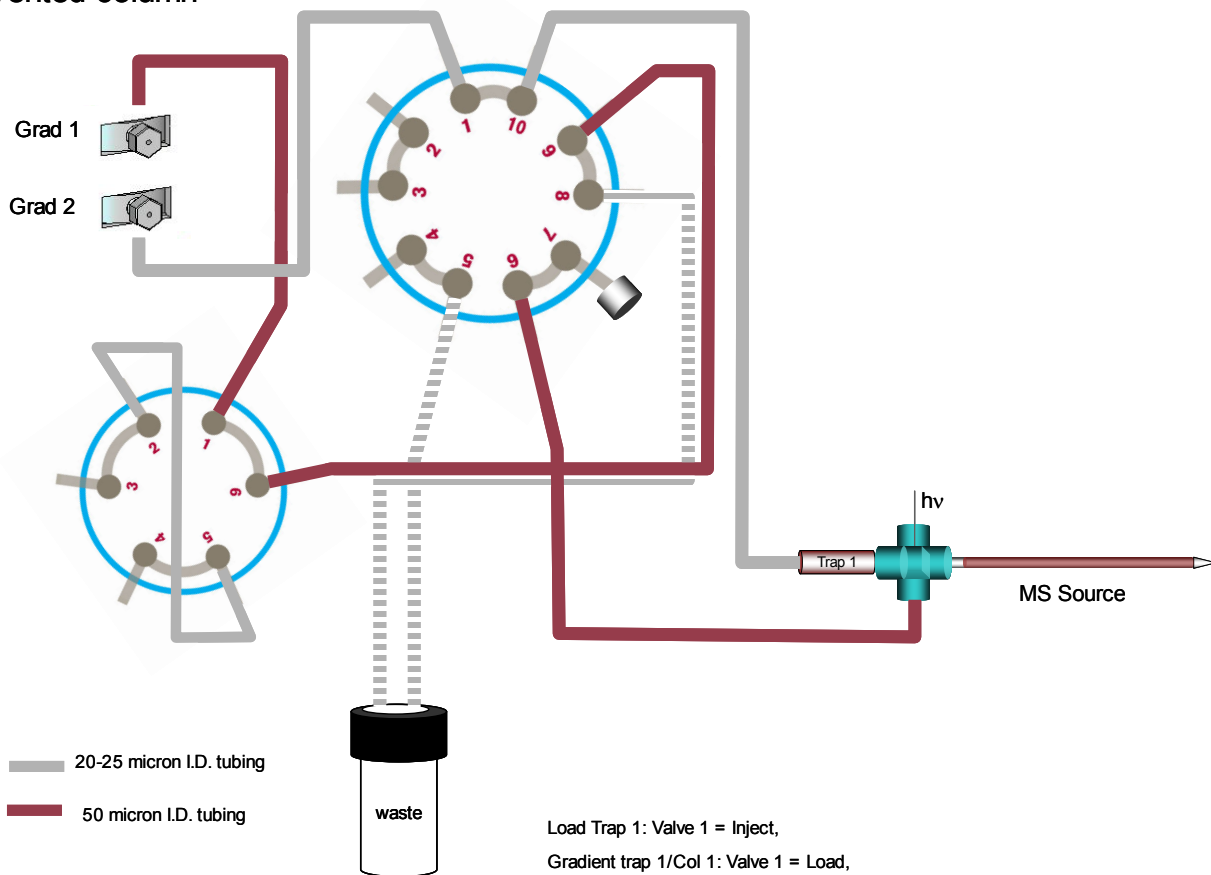 vented column
Grad 1
Grad 2
1
10
2
9
3
8
4
7
5
6
2
1
3
6
4
5
hν
Trap 1
MS Source
20-25 micron I.D. tubing
50 micron I.D. tubing
waste
Load Trap 1: Valve 1 = Inject,
Gradient trap 1/Col 1: Valve 1 = Load,